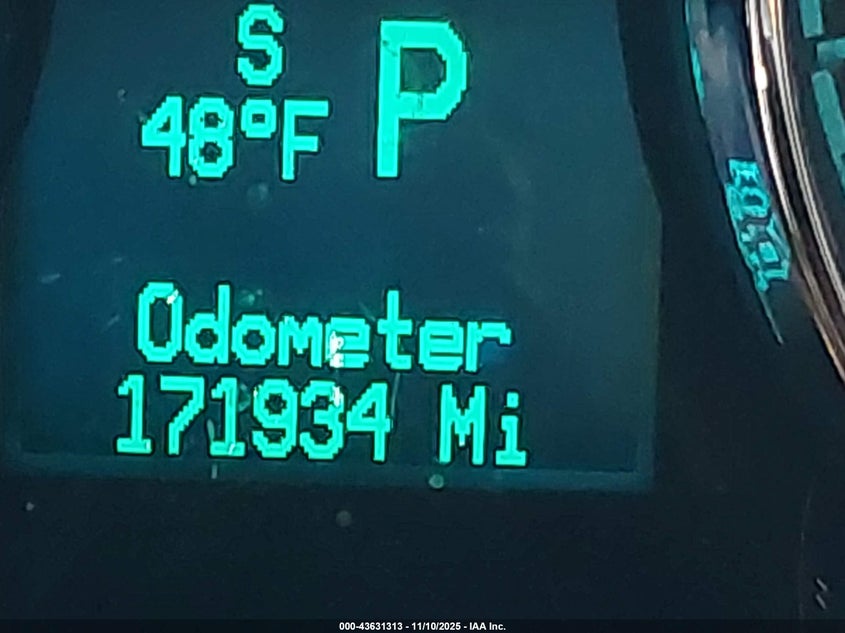 S
48°F P
Odometer
171934 Mi
000-43631313 - 11/10/2025 - IAA Inc.